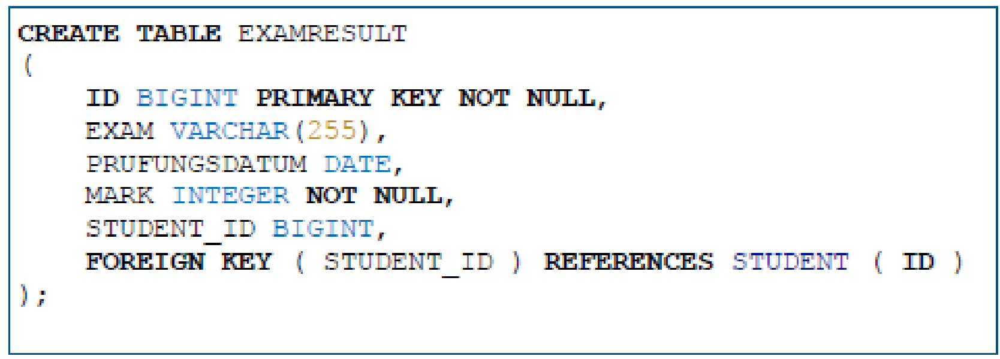 CREATE TABLE EXAMRESULT
(
ID BIGINT PRIMARY KEY NOT NULL,
EXAM VARCHAR(255),
PRUFUNGSDATUM DATE,
MARK INTEGER NOT NULL,
STUDENT_ID BIGINT,
FOREIGN KEY ( STUDENT_ID ) REFERENCES STUDENT ( ID )
);